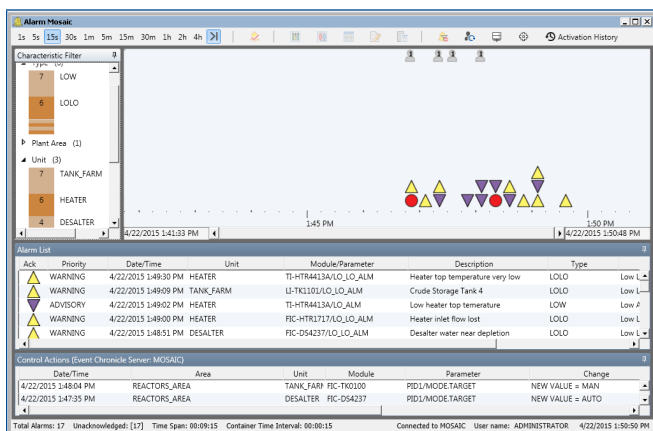 Alarm Mosaic
1s 5s 15s 30s 1m 5m 15m 30m 1h 2h 4h Activation History
Characteristic Filter
1 1 1 1
Type
7 LOW
6 LOLO
Plant Area (1)
Unit (3)
7 TANK_FARM
6 HEATER
4 DESALTER
1:45 PM 1:50 PM
4/22/2015 1:41:33 PM 4/22/2015 1:50:48 PM
Alarm List
Ack Priority Date/Time Unit Module/Parameter Description Type
WARNING 4/22/2015 1:49:30 PM HEATER TI-HTR4413A/LO_LO_ALM Heater top temperature very low LOLO Low L
WARNING 4/22/2015 1:49:09 PM TANK_FARM LI-TK1101/LO_LO_ALM Crude Storage Tank 4 LOLO Low L
ADVISORY 4/22/2015 1:49:02 PM HEATER TI-HTR4413A/LO_ALM Low heater top temerature LOW Low A
WARNING 4/22/2015 1:49:00 PM HEATER FIC-HTR1717/LO_LO_ALM Heater inlet flow lost LOLO Low L
WARNING 4/22/2015 1:48:51 PM DESALTER FIC-DS4237/LO_LO_ALM Desalter water near depletion LOLO Low L
Control Actions (Event Chronicle Server: MOSAIC)
Date/Time Area Unit Module Parameter Change
4/22/2015 1:48:04 PM REACTORS_AREA TANK_FARM FIC-TK0100 PID1/MODE.TARGET NEW VALUE = MAN
4/22/2015 1:47:35 PM REACTORS_AREA DESALTER FIC-DS4237 PID1/MODE.TARGET NEW VALUE = AUTO
Total Alarms: 17 Unacknowledged: [17] Time Span: 00:09:15 Container Time Interval: 00:00:15 Connected to MOSAIC User name: ADMINISTRATOR 4/22/2015 1:50:50 PM